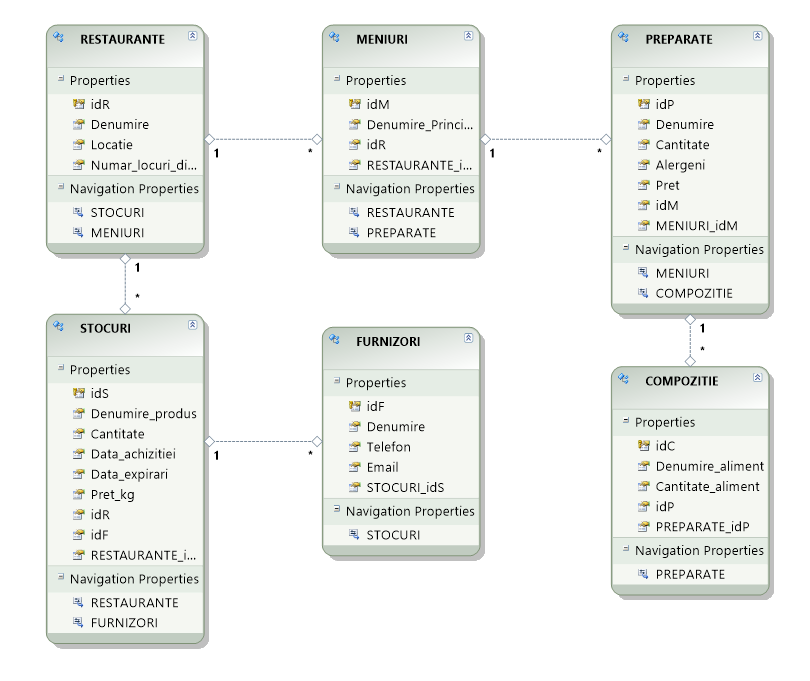 RESTAURANTE
Properties
idR
Denumire
Locatie
Numar_locuri_di...
Navigation Properties
STOCURI
MENIURI
1
*
MENIURI
Properties
idM
Denumire_Princi...
idR
RESTAURANTE_i...
Navigation Properties
RESTAURANTE
PREPARATE
1
*
PREPARATE
Properties
idP
Denumire
Cantitate
Alergeni
Pret
idM
MENIURI_idM
Navigation Properties
MENIURI
COMPOZITIE
1
*
STOCURI
Properties
idS
Denumire_produs
Cantitate
Data_achizitiei
Data_expirari
Pret_kg
idR
idF
RESTAURANTE_i...
Navigation Properties
RESTAURANTE
FURNIZORI
1
*
FURNIZORI
Properties
idF
Denumire
Telefon
Email
STOCURI_idS
Navigation Properties
STOCURI
1
*
COMPOZITIE
Properties
idC
Denumire_aliment
Cantitate_aliment
idP
PREPARATE_idP
Navigation Properties
PREPARATE